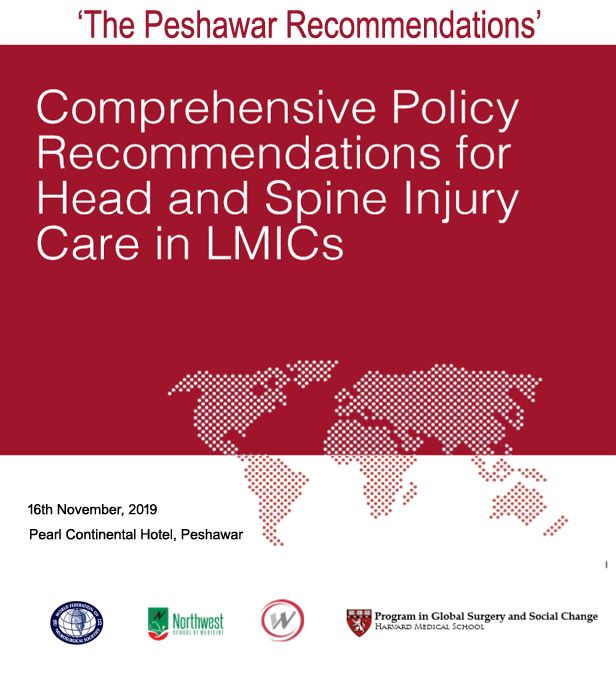 ‘The Peshawar Recommendations’
Comprehensive Policy
Recommendations for
Head and Spine Injury
Care in LMICs
16th November, 2019
Pearl Continental Hotel, Peshawar
WORLD FEDERATION OF
NEUROSURGICAL SOCIETIES
N
Northwest
SCHOOL OF MEDICINE
W
Program in Global Surgery and Social Change
HARVARD MEDICAL SCHOOL